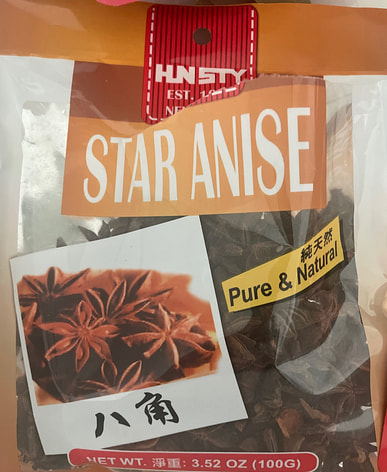 HUNSTY
EST.
STAR ANISE
純天然
Pure & Natural
八角
NET WT. 淨重: 3.52 OZ (100G)